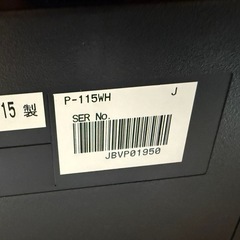 15 製
P-115WH J
SER No.
JBVP01950